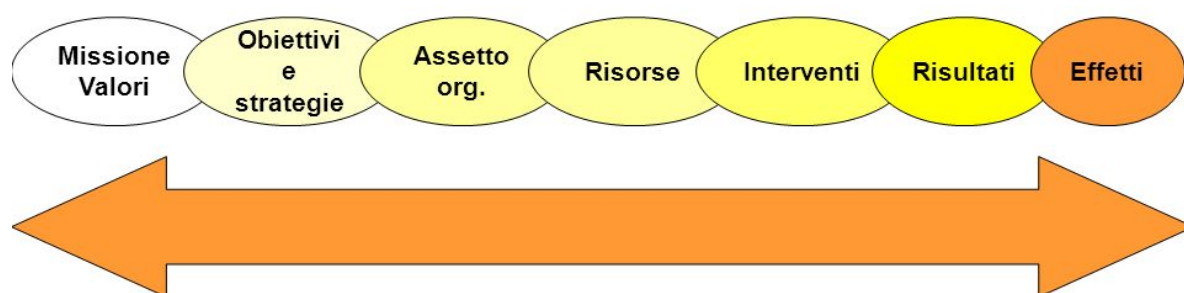 Missione
Valori
Obiettivi
e
strategie
Assetto
org.
Risorse
Interventi
Risultati
Effetti